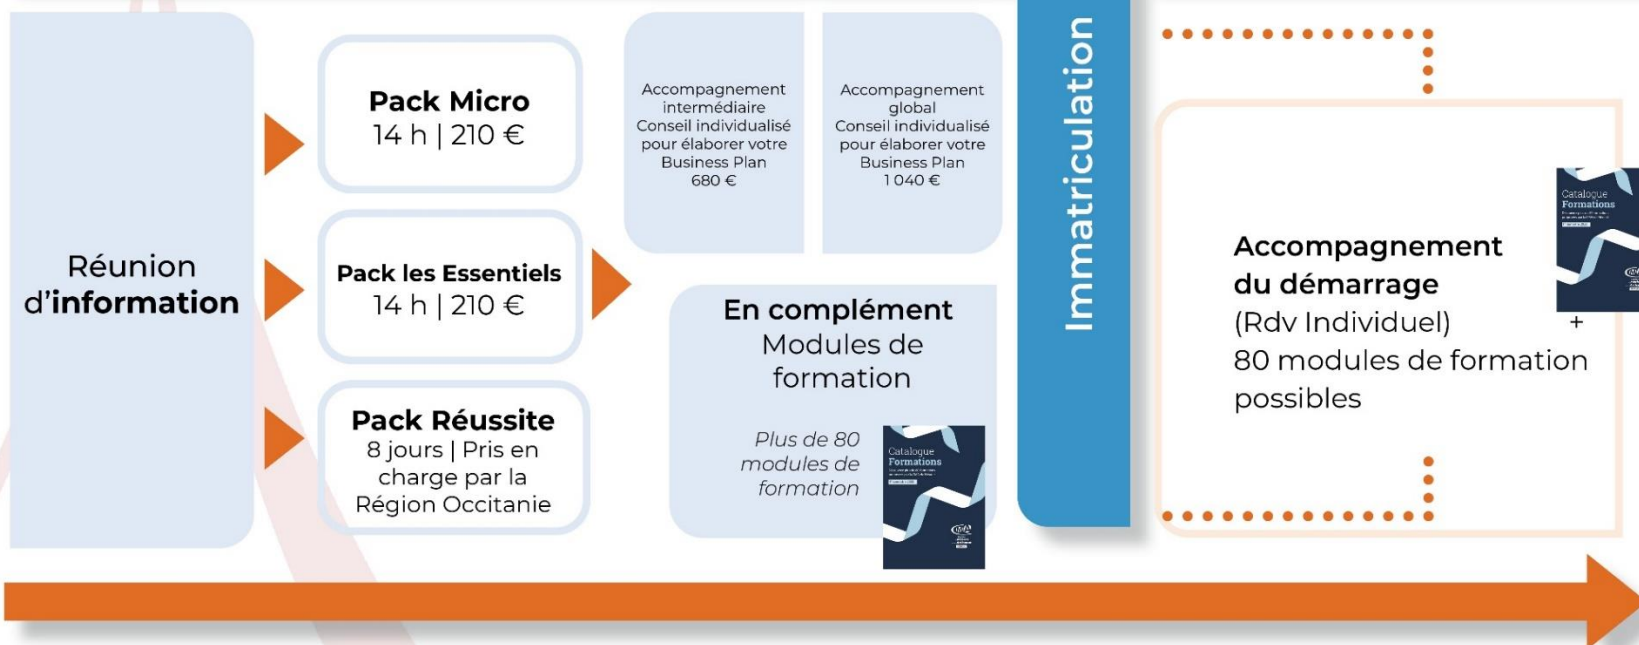 Réunion
d'information
Pack Micro
14 h | 210 €
Pack les Essentiels
14 h | 210 €
Pack Réussite
8 jours | Pris en
charge par la
Région Occitanie
Accompagnement
intermédiaire
Conseil individualisé
pour élaborer votre
Business Plan
680 €
Accompagnement
global
Conseil individualisé
pour élaborer votre
Business Plan
1 040 €
En complément
Modules de
formation
Plus de 80
modules de
formation
Catalogue
Formations
Immatriculation
Accompagnement
du démarrage
(Rdv Individuel)
80 modules de formation
possibles
Catalogue
Formations
+